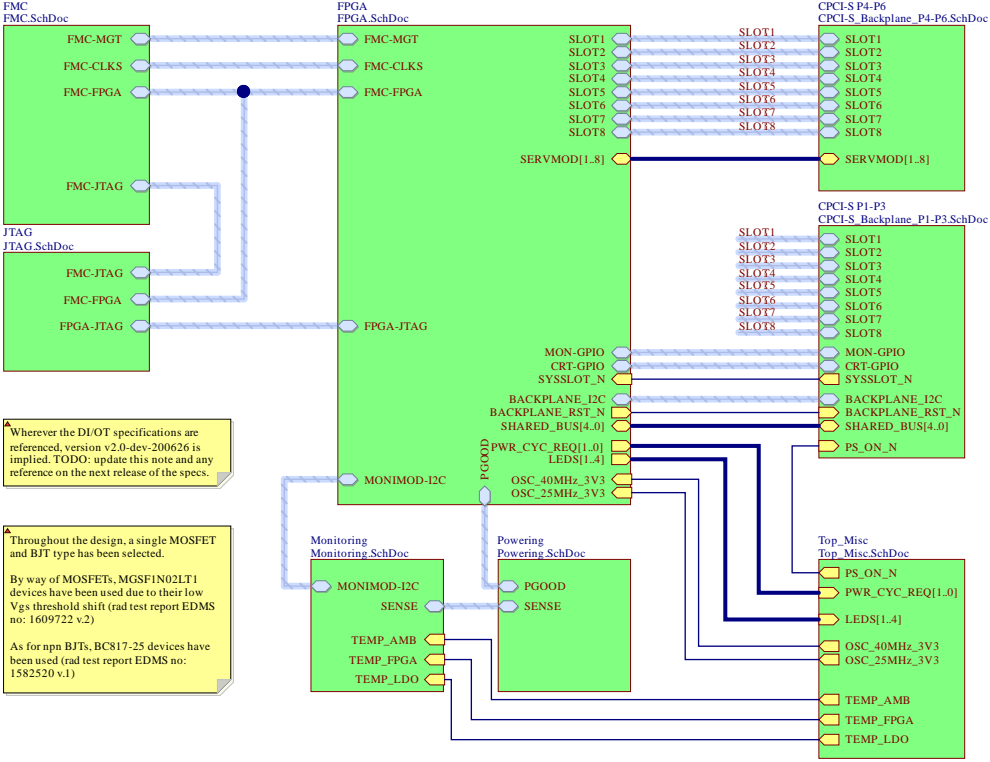 FMC
FMC.SchDoc
FMC-MGT
FMC-CLKS
FMC-FPGA
FMC-JTAG
JTAG
JTAG.SchDoc
FMC-JTAG
FMC-FPGA
FPGA-JTAG
FPGA
FPGA.SchDoc
FMC-MGT
FMC-CLKS
FMC-FPGA
FPGA-JTAG
MONIMOD-I2C
SLOT1
SLOT2
SLOT3
SLOT4
SLOT5
SLOT6
SLOT7
SLOT8
SERVMOD[1..8]
MON-GPIO
CRT-GPIO
SYSSLOT_N
BACKPLANE_I2C
BACKPLANE_RST_N
SHARED_BUS[4..0]
PWR_CYC_REQ[1..0]
LEDS[1..4]
OSC_40MHz_3V3
OSC_25MHz_3V3
PGOOD
SLOT1
SLOT2
SLOT3
SLOT4
SLOT5
SLOT6
SLOT7
SLOT8
CPCI-S P4-P6
CPCI-S_Backplane_P4-P6.SchDoc
SLOT1
SLOT2
SLOT3
SLOT4
SLOT5
SLOT6
SLOT7
SLOT8
SERVMOD[1..8]
CPCI-S P1-P3
CPCI-S_Backplane_P1-P3.SchDoc
SLOT1
SLOT2
SLOT3
SLOT4
SLOT5
SLOT6
SLOT7
SLOT8
SLOT1
SLOT2
SLOT3
SLOT4
SLOT5
SLOT6
SLOT7
SLOT8
MON-GPIO
CRT-GPIO
SYSSLOT_N
BACKPLANE_I2C
BACKPLANE_RST_N
SHARED_BUS[4..0]
PS_ON_N
Wherever the DI/OT specifications are
referenced, version v2.0-dev-200626 is
implied. TODO: update this note and any
reference on the next release of the specs.
Throughout the design, a single MOSFET
and BJT type has been selected.
By way of MOSFETs, MGSF1N02LT1
devices have been used due to their low
Vgs threshold shift (rad test report EDMS
no: 1609722 v.2)
As for npn BJTs, BC817-25 devices have
been used (rad test report EDMS no:
1582520 v.1)
Monitoring
Monitoring.SchDoc
MONIMOD-I2C
SENSE
TEMP_AMB
TEMP_FPGA
TEMP_LDO
Powering
Powering.SchDoc
PGOOD
SENSE
Top_Misc
Top_Misc.SchDoc
PS_ON_N
PWR_CYC_REQ[1..0]
LEDS[1..4]
OSC_40MHz_3V3
OSC_25MHz_3V3
TEMP_AMB
TEMP_FPGA
TEMP_LDO